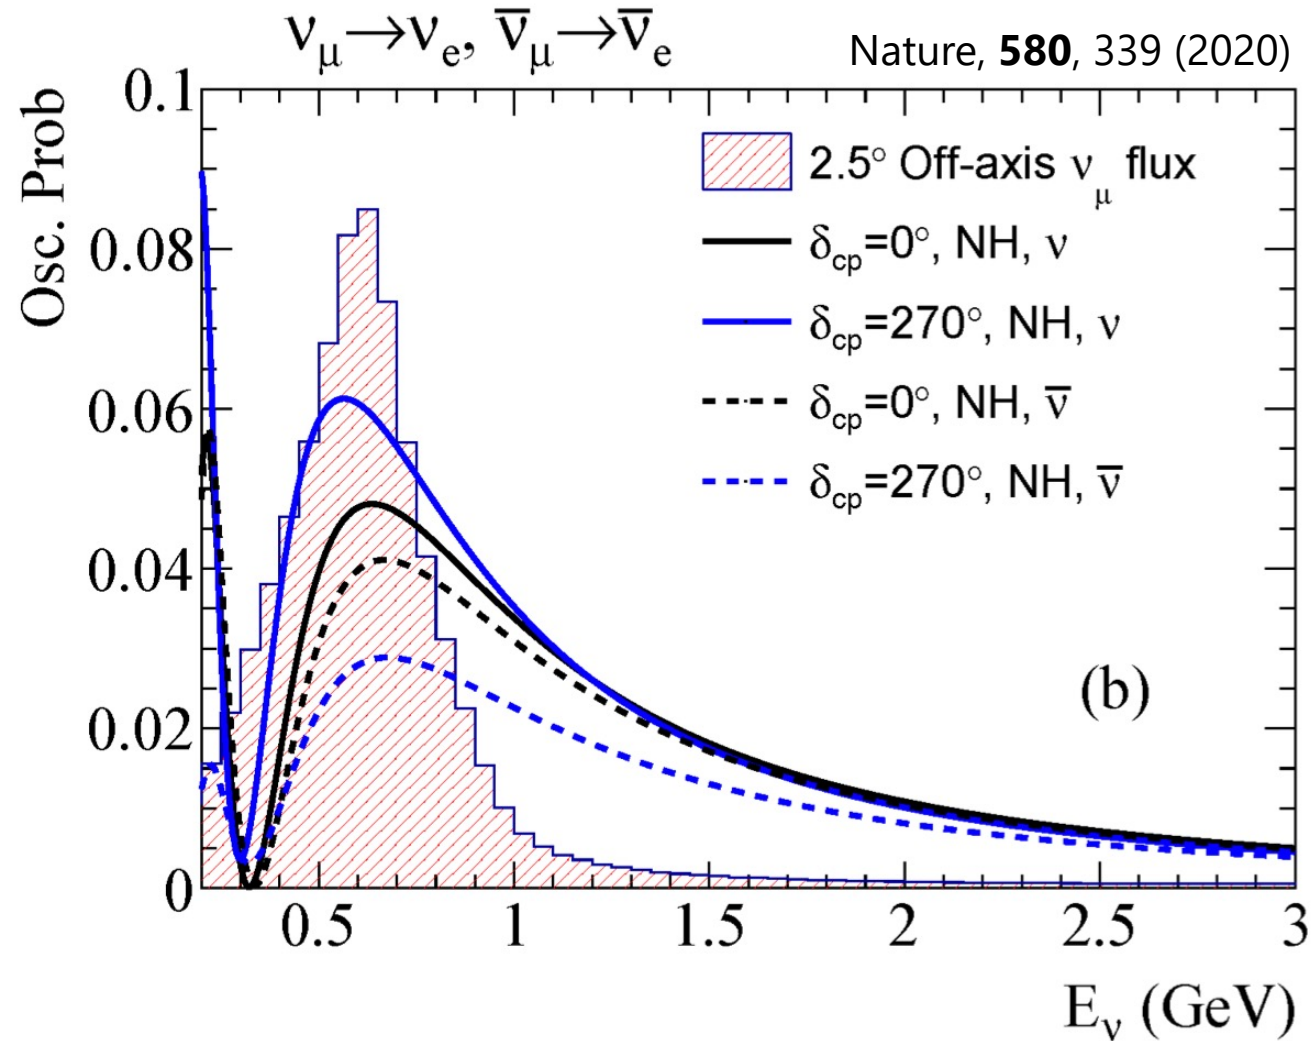 νμ→νe, ν̅μ→ν̅e
Nature, 580, 339 (2020)
Osc. Prob
0.1
0.08
0.06
0.04
0.02
0
2.5° Off-axis νμ flux
δcp=0°, NH, ν
δcp=270°, NH, ν
δcp=0°, NH, ν̅
δcp=270°, NH, ν̅
(b)
0.5 1 1.5 2 2.5 3
Eν (GeV)